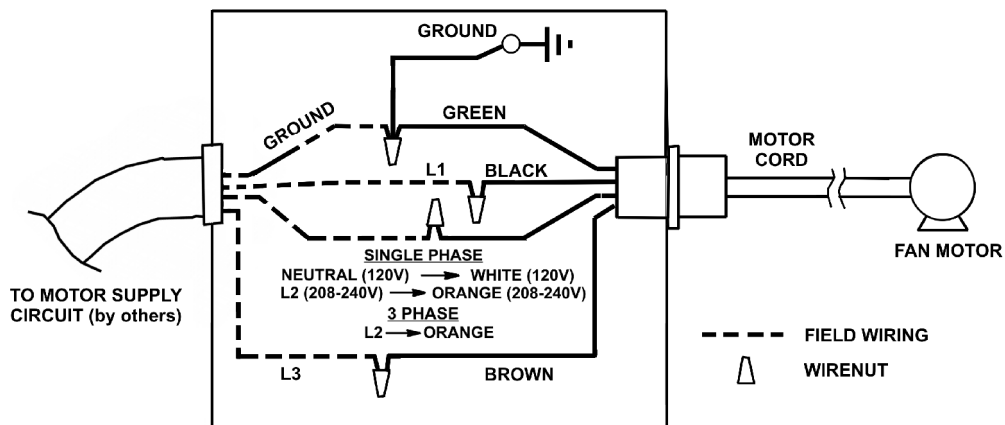 GROUND
GROUND
GREEN
L1
BLACK
MOTOR
CORD
FAN MOTOR
SINGLE PHASE
NEUTRAL (120V) → WHITE (120V)
L2 (208-240V) → ORANGE (208-240V)
3 PHASE
L2 → ORANGE
TO MOTOR SUPPLY
CIRCUIT (by others)
L3
BROWN
FIELD WIRING
WIRENUT